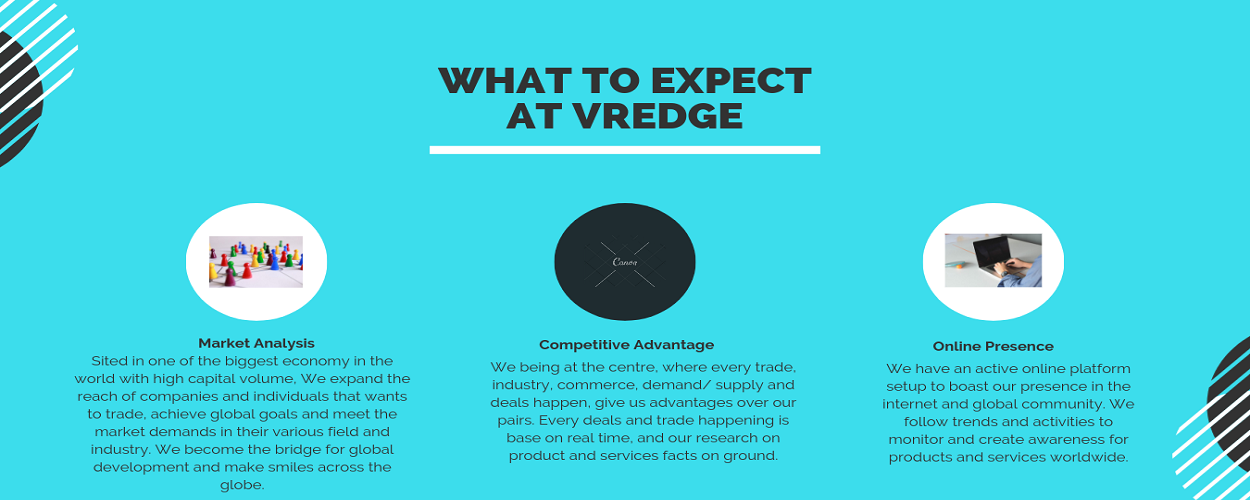 WHAT TO EXPECT
AT VREDGE
Canva
Market Analysis
Sited in one of the biggest economy in the
world with high capital volume, We expand the
reach of companies and individuals that wants
to trade, achieve global goals and meet the
market demands in their various field and
industry. We become the bridge for global
development and make smiles across the
globe.
Competitive Advantage
We being at the centre, where every trade,
industry, commerce, demand/ supply and
deals happen, give us advantages over our
pairs. Every deals and trade happening is
base on real time, and our research on
product and services facts on ground.
Online Presence
We have an active online platform
setup to boast our presence in the
internet and global community. We
follow trends and activities to
monitor and create awareness for
products and services worldwide.